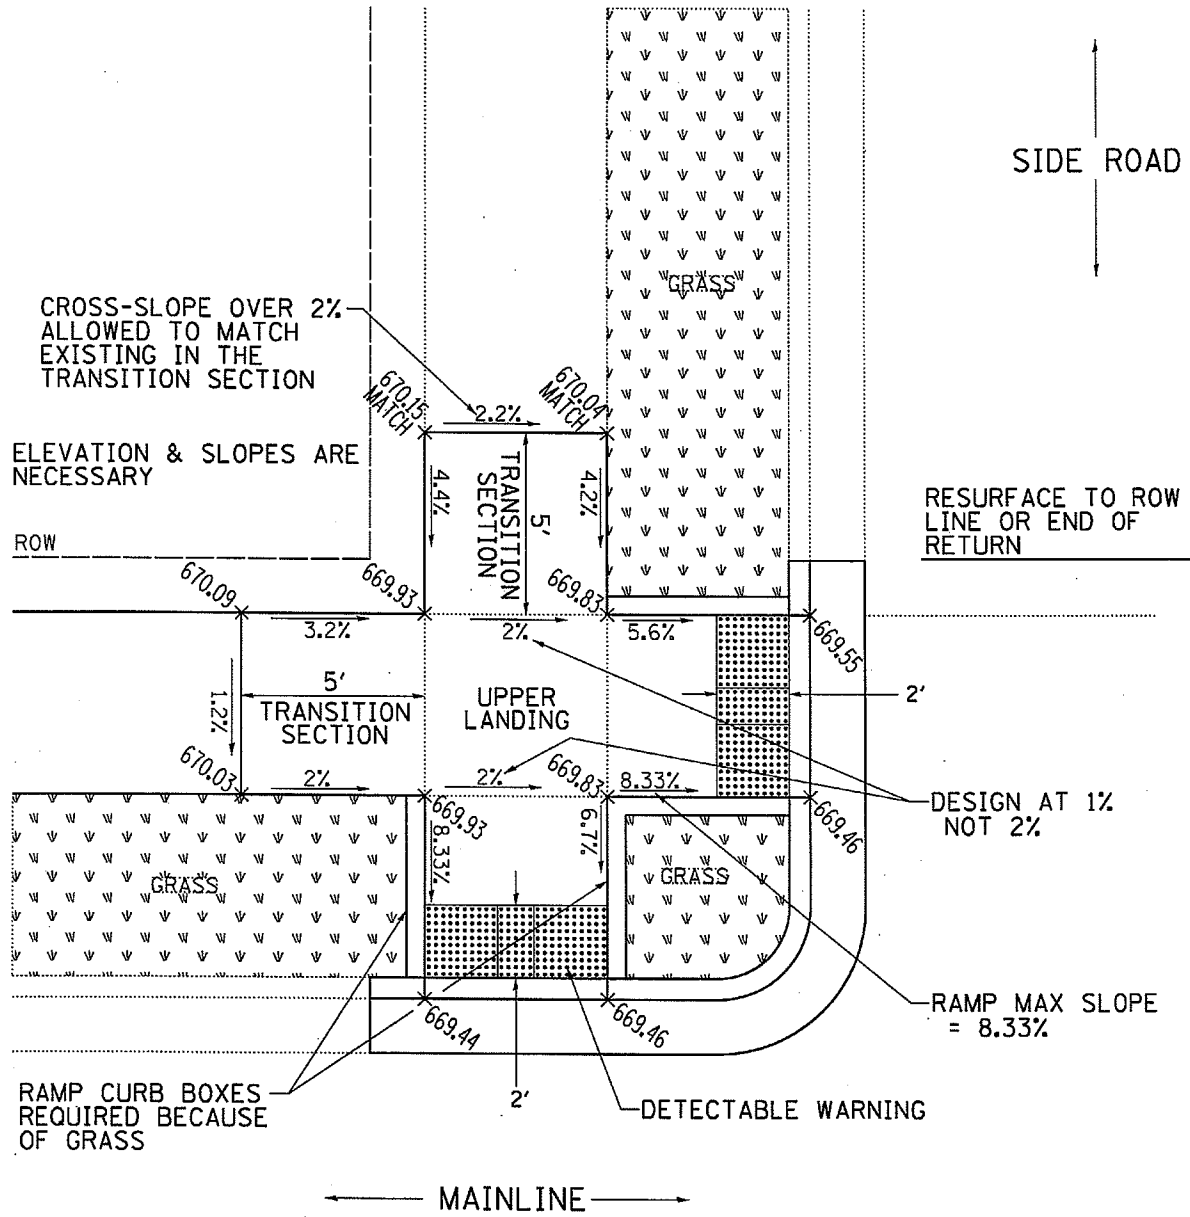 SIDE ROAD
GRASS
CROSS-SLOPE OVER 2%
ALLOWED TO MATCH
EXISTING IN THE
TRANSITION SECTION
670.15
MATCH
670.04
MATCH
2.2%
ELEVATION & SLOPES ARE
NECESSARY
4.4%
TRANSITION
SECTION
5'
4.2%
RESURFACE TO ROW
LINE OR END OF
RETURN
ROW
670.09
669.93
669.83
3.2%
2%
5.6%
669.55
1.2%
5'
TRANSITION
SECTION
UPPER
LANDING
2'
670.03
2%
2%
669.83
8.33%
669.93
669.46
DESIGN AT 1%
NOT 2%
8.33%
6.7%
GRASS
GRASS
669.44
669.46
RAMP MAX SLOPE
= 8.33%
RAMP CURB BOXES
REQUIRED BECAUSE
OF GRASS
2'
DETECTABLE WARNING
MAINLINE